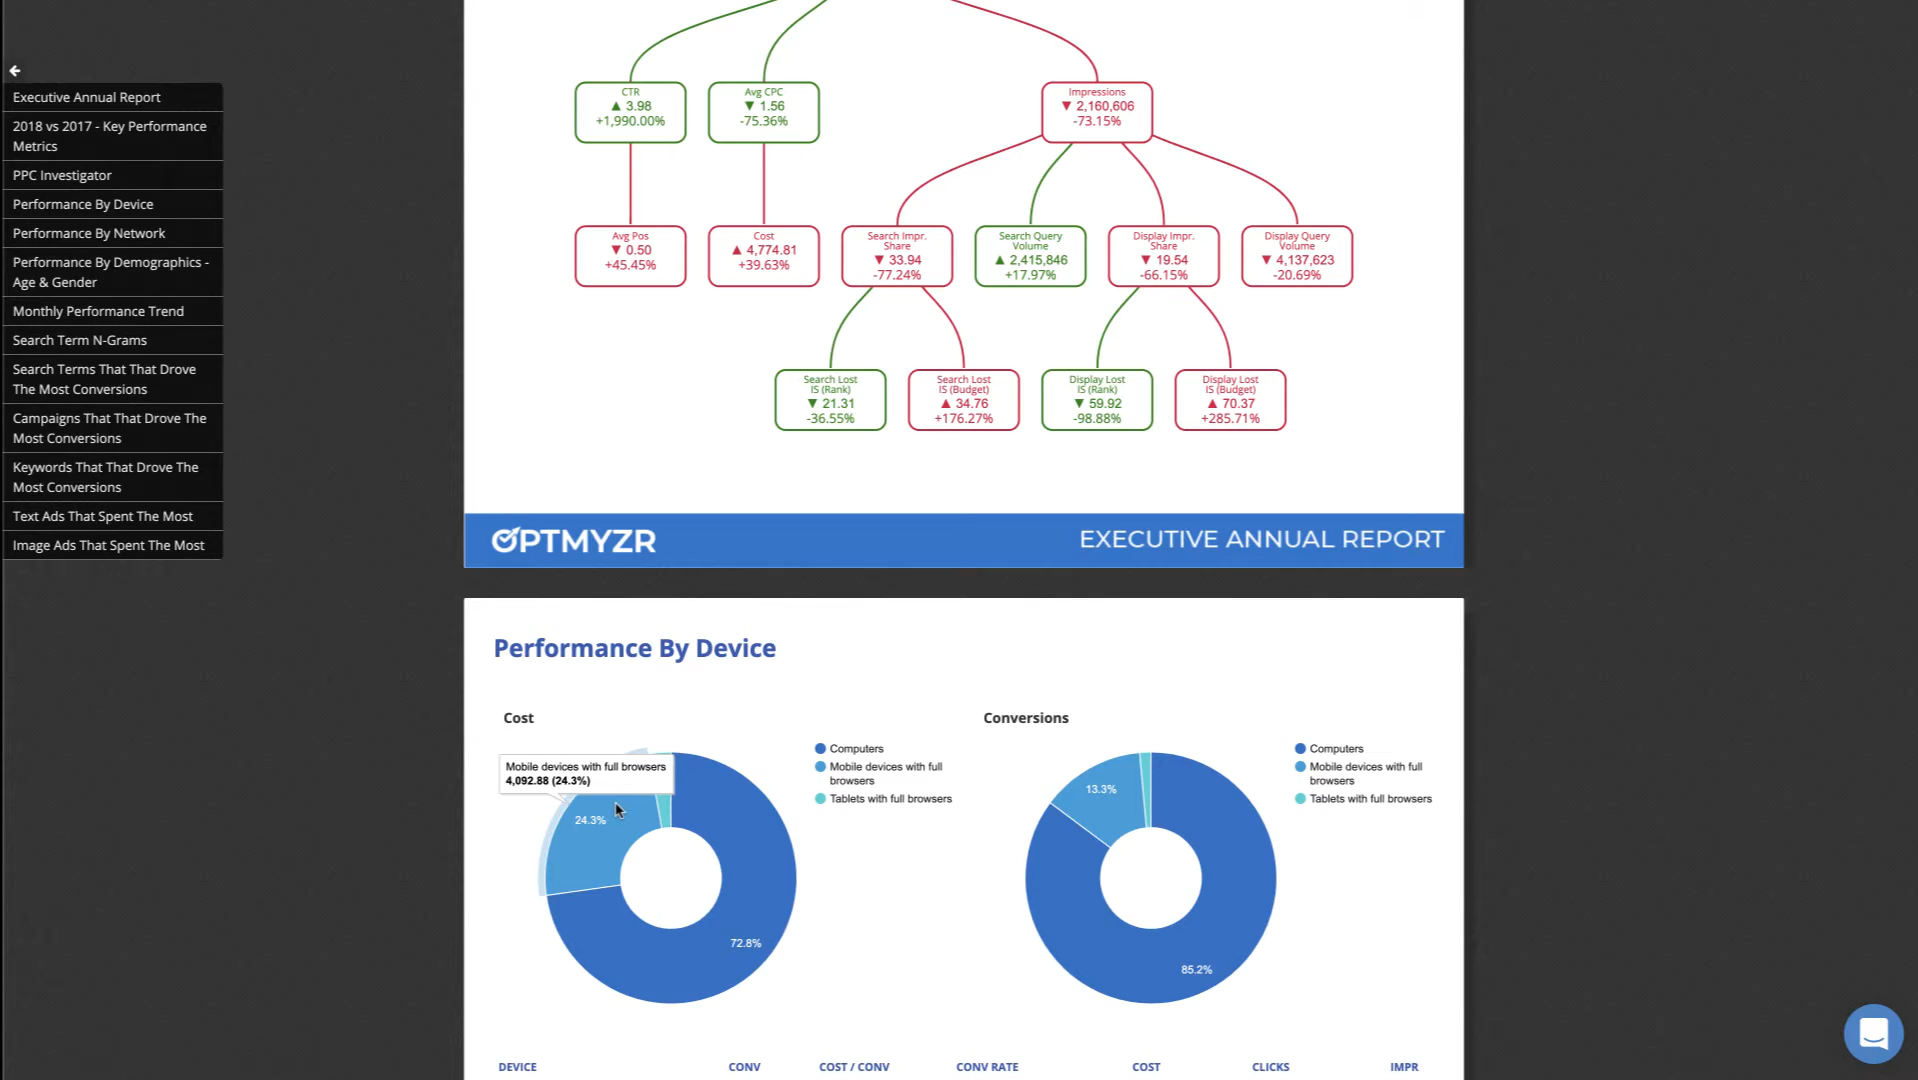 Executive Annual Report
2018 vs 2017 - Key Performance
Metrics
PPC Investigator
Performance By Device
Performance By Network
Performance By Demographics -
Age & Gender
Monthly Performance Trend
Search Term N-Grams
Search Terms That That Drove
The Most Conversions
Campaigns That That Drove The
Most Conversions
Keywords That That Drove The
Most Conversions
Text Ads That Spent The Most
Image Ads That Spent The Most
CTR
▲ 3.98
+1,990.00%
Avg CPC
▼ 1.56
-75.36%
Impressions
▼ 2,160,606
-73.15%
Avg Pos
▼ 0.50
+45.45%
Cost
▲ 4,774.81
+39.63%
Search Impr.
Share
▼ 33.94
-77.24%
Search Query
Volume
▲ 2,415,846
+17.97%
Display Impr.
Share
▼ 19.54
-66.15%
Display Query
Volume
▼ 4,137,623
-20.69%
Search Lost
IS (Rank)
▼ 21.31
-36.55%
Search Lost
IS (Budget)
▲ 34.76
+176.27%
Display Lost
IS (Rank)
▼ 59.92
-98.88%
Display Lost
IS (Budget)
▲ 70.37
+285.71%
OPTMYZR
EXECUTIVE ANNUAL REPORT
Performance By Device
Cost
Mobile devices with full browsers
4,092.88 (24.3%)
24.3%
72.8%
Computers
Mobile devices with full
browsers
Tablets with full browsers
Conversions
13.3%
85.2%
Computers
Mobile devices with full
browsers
Tablets with full browsers
DEVICE CONV COST / CONV CONV RATE COST CLICKS IMPR